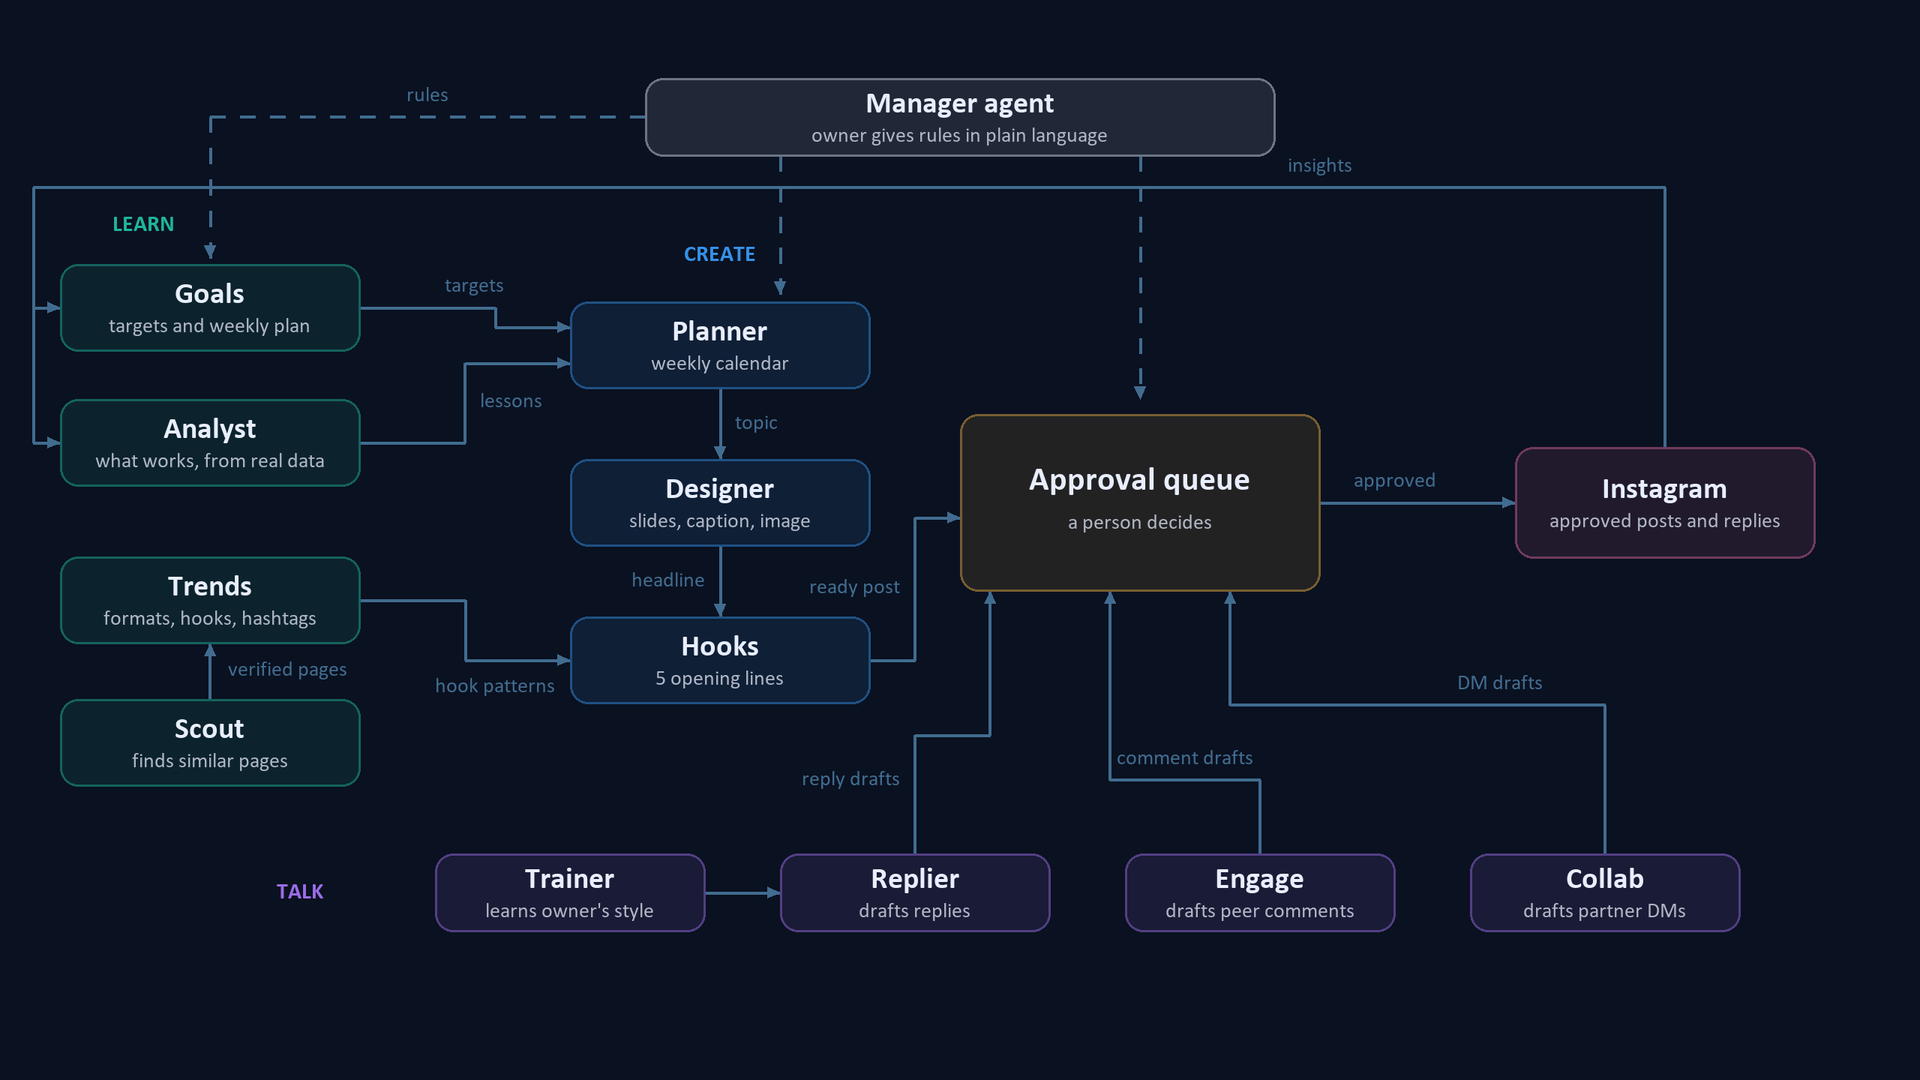 rules
Manager agent
owner gives rules in plain language
insights
LEARN
CREATE
Goals
targets and weekly plan
targets
Planner
weekly calendar
lessons
Analyst
what works, from real data
topic
Approval queue
a person decides
approved
Instagram
approved posts and replies
Designer
slides, caption, image
headline
ready post
Trends
formats, hooks, hashtags
verified pages
hook patterns
Hooks
5 opening lines
Scout
finds similar pages
DM drafts
comment drafts
reply drafts
TALK
Trainer
learns owner's style
Replier
drafts replies
Engage
drafts peer comments
Collab
drafts partner DMs